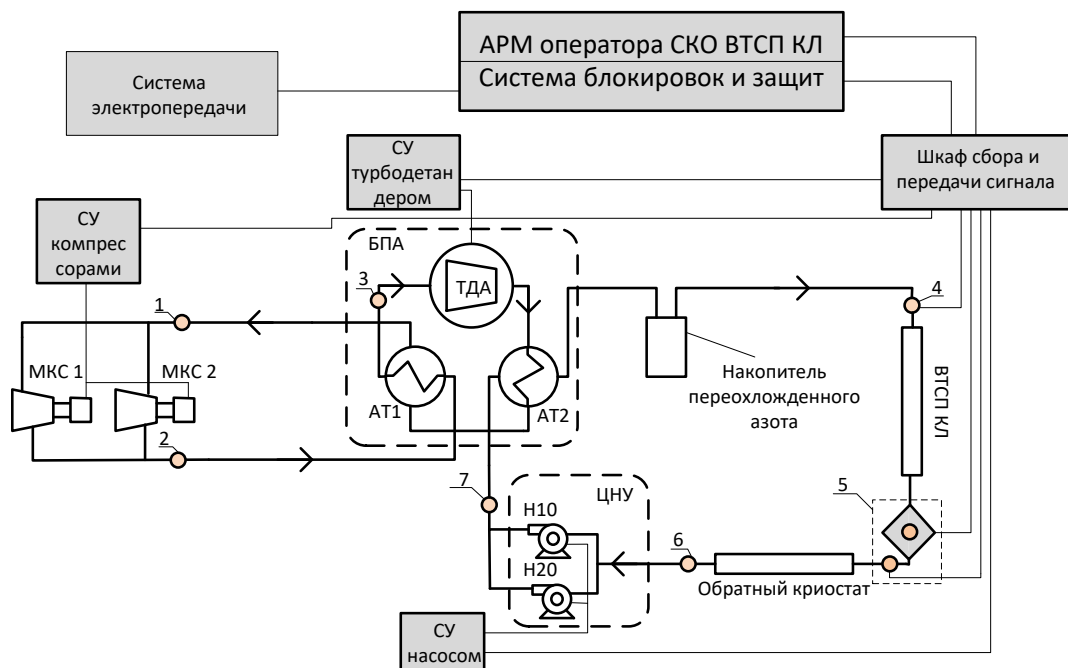 АРМ оператора СКО ВТСП КЛ
Система блокировок и защит
Система
электропередачи
СУ
турбодетан
дером
Шкаф сбора и
передачи сигнала
СУ
компрес
сорами
БПА
3
ТДА
4
1
МКС 1
МКС 2
АТ1
АТ2
Накопитель
переохлажденного
азота
ВТСП КЛ
2
7
ЦНУ
5
Н10
6
Н20
Обратный криостат
СУ
насосом